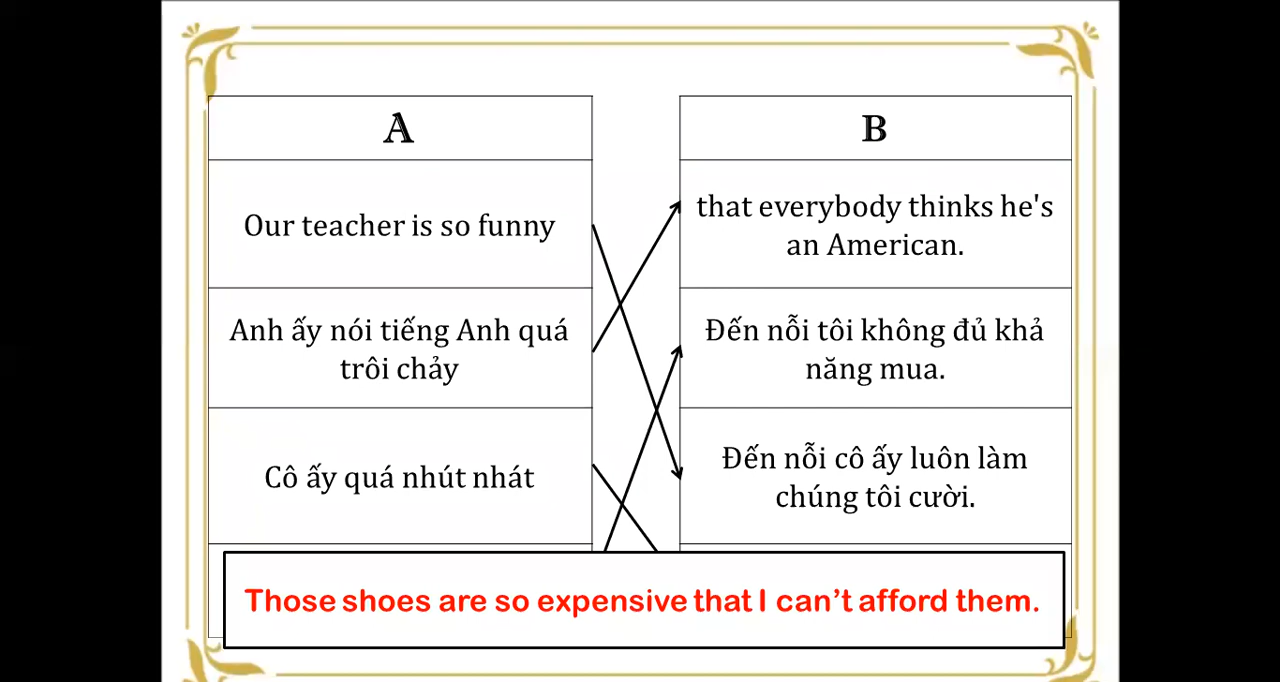 A
B
Our teacher is so funny
that everybody thinks he's
an American.
Anh ấy nói tiếng Anh quá
trôi chảy
Đến nỗi tôi không đủ khả
năng mua.
Cô ấy quá nhút nhát
Đến nỗi cô ấy luôn làm
chúng tôi cười.
Those shoes are so expensive that I can’t afford them.